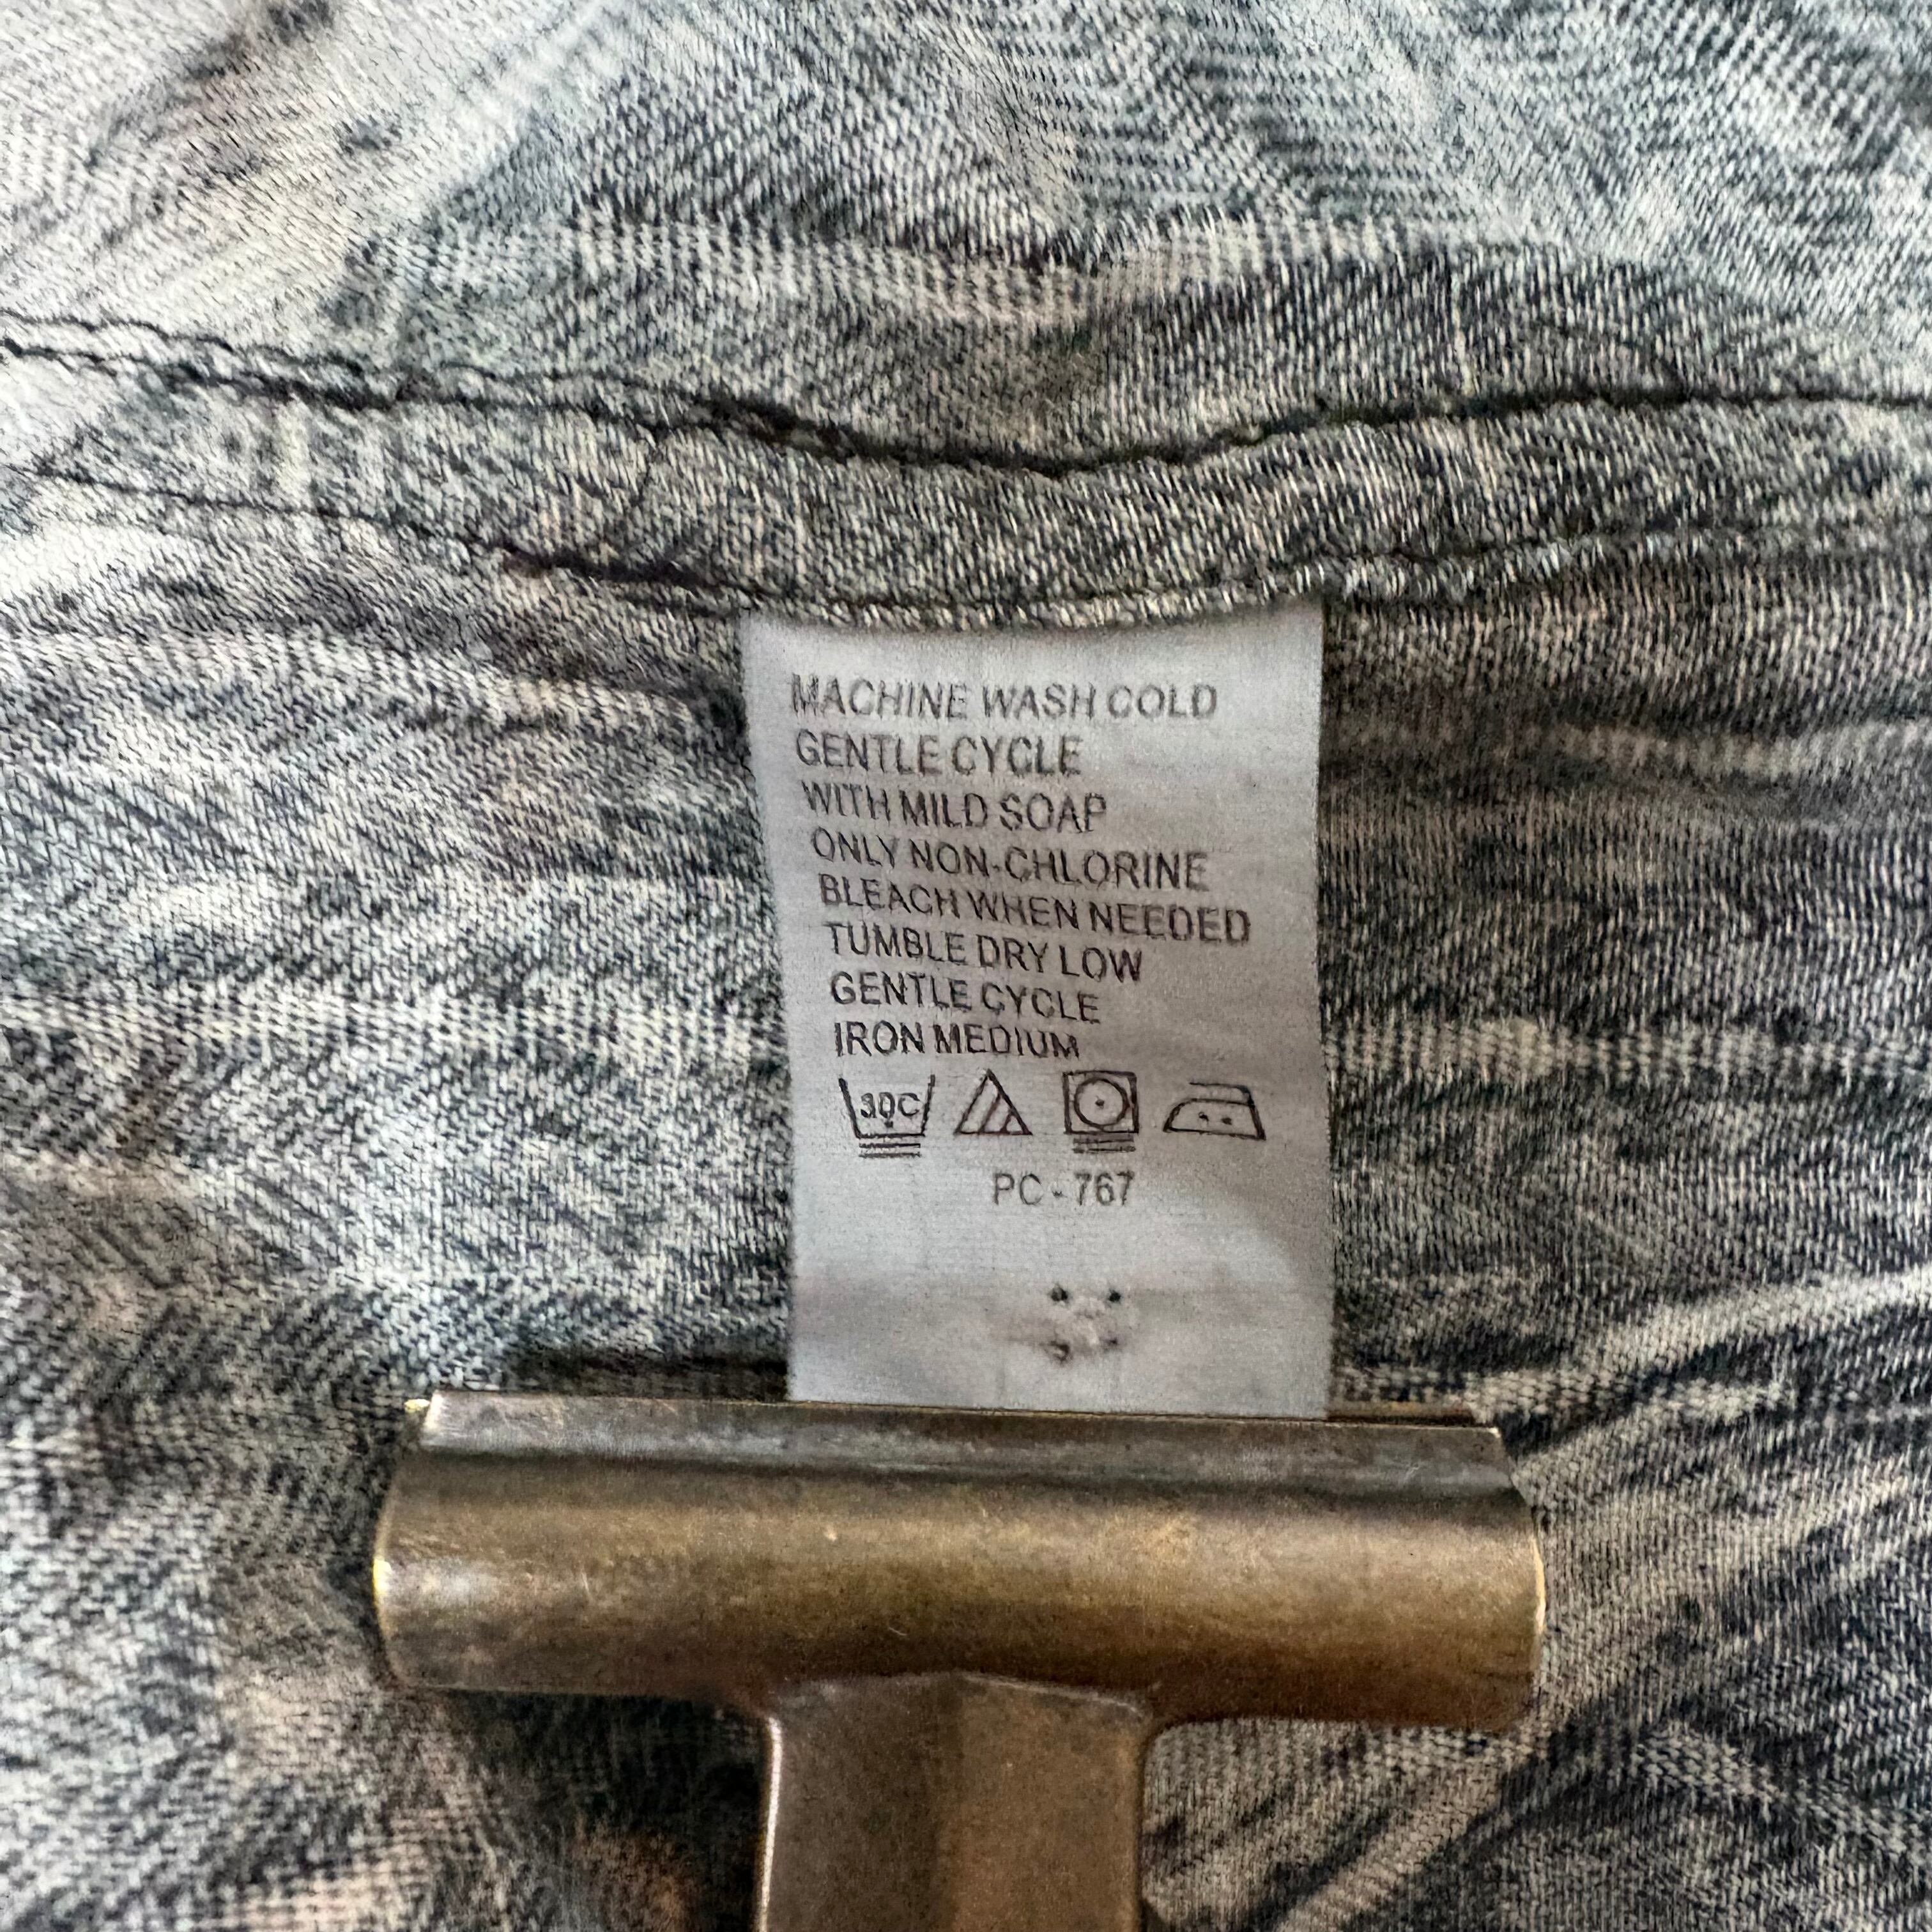 MACHINE WASH COLD
GENTLE CYCLE
WITH MILD SOAP
ONLY NON-CHLORINE
BLEACH WHEN NEEDED
TUMBLE DRY LOW
GENTLE CYCLE
IRON MEDIUM
30C
PC - 767